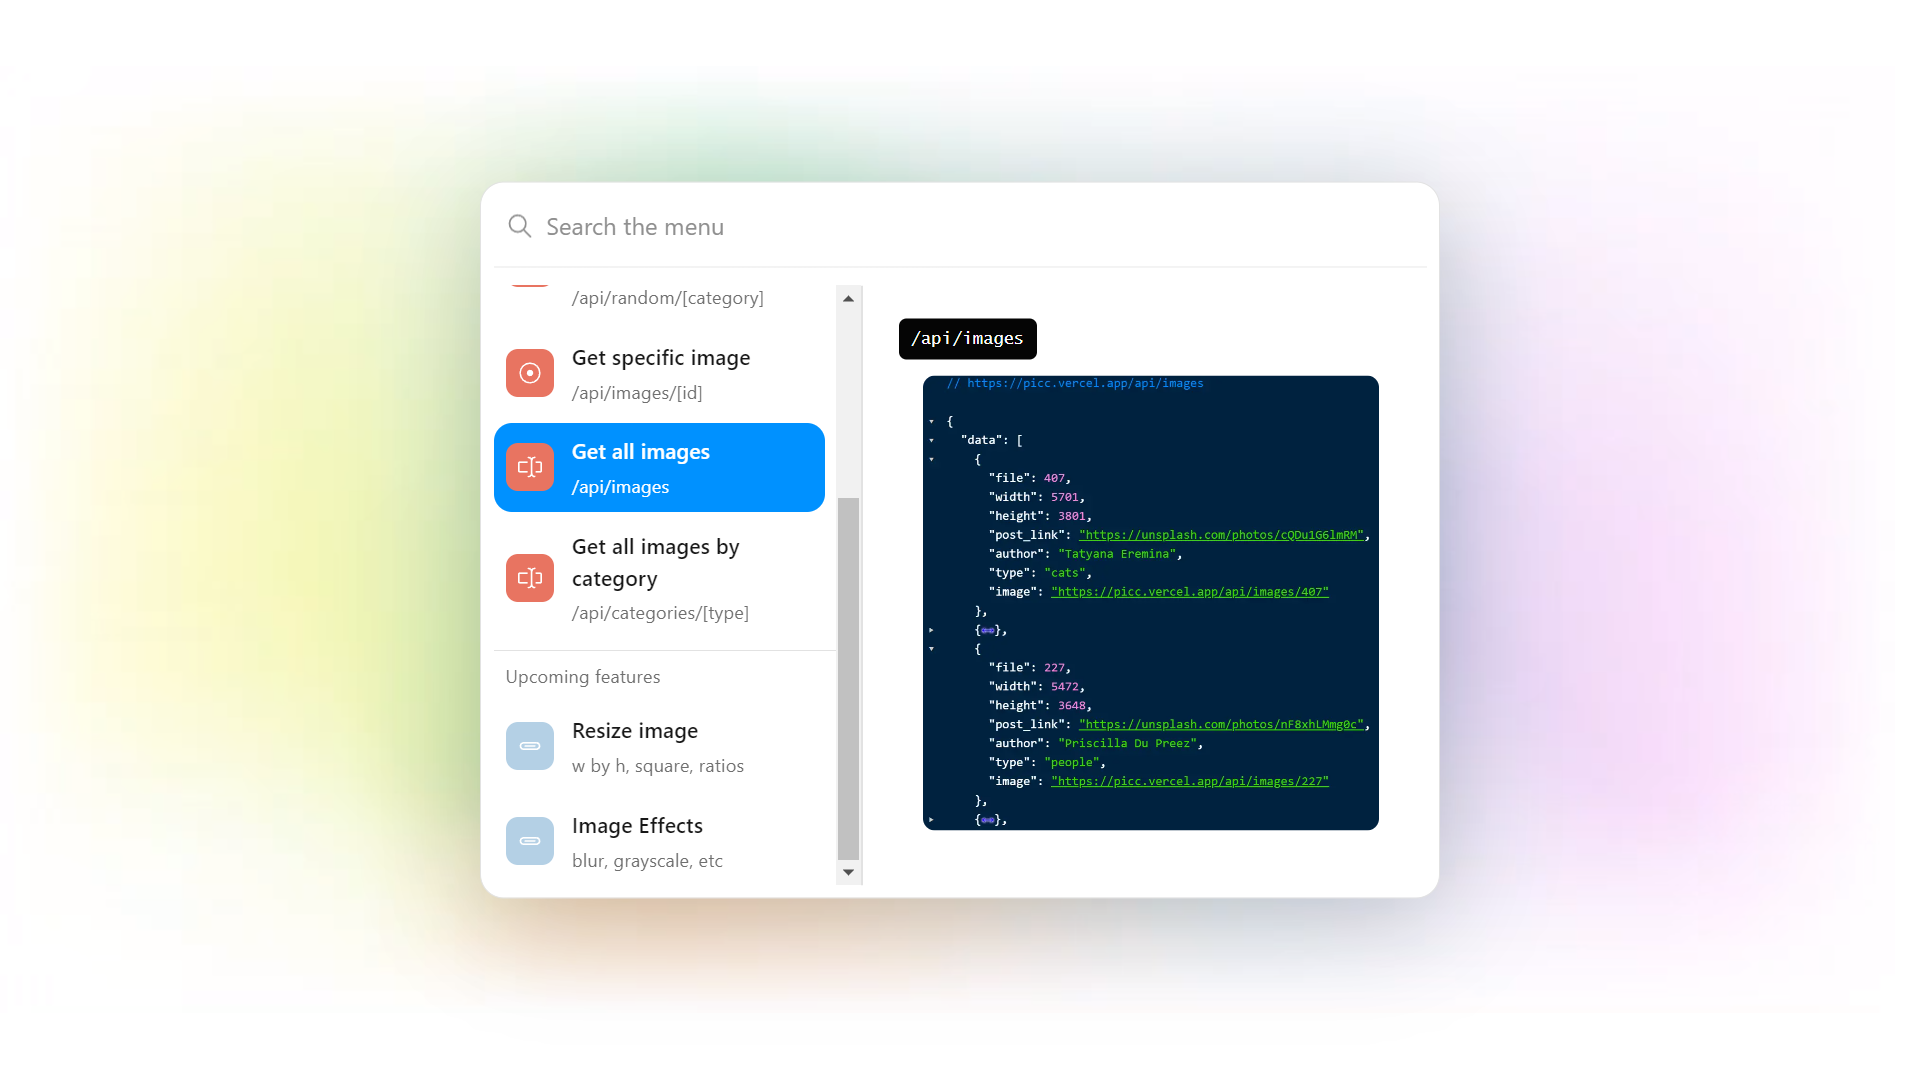 Search the menu
/api/random/[category]
Get specific image
/api/images/[id]
Get all images
/api/images
Get all images by
category
/api/categories/[type]
Upcoming features
Resize image
w by h, square, ratios
Image Effects
blur, grayscale, etc
/api/images
// https://picc.vercel.app/api/images
{
"data": [
{
"file": 407,
"width": 5701,
"height": 3801,
"post_link": "https://unsplash.com/photos/cQDu1G6lmRM",
"author": "Tatyana Eremina",
"type": "cats",
"image": "https://picc.vercel.app/api/images/407"
},
{⬌},
{
"file": 227,
"width": 5472,
"height": 3648,
"post_link": "https://unsplash.com/photos/nF8xhLMmg0c",
"author": "Priscilla Du Preez",
"type": "people",
"image": "https://picc.vercel.app/api/images/227"
},
{⬌},